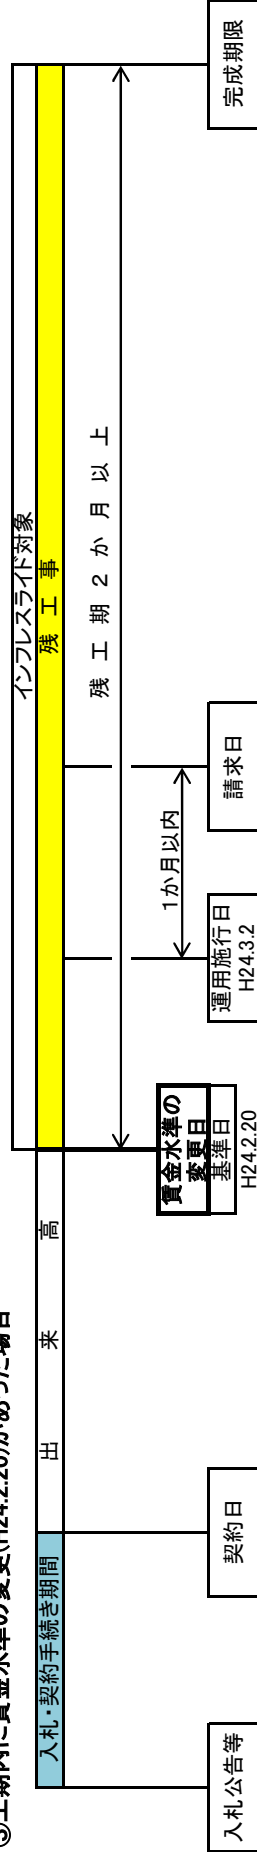 ③工期内に賃金水準の変更(H24.2.20)があった場合
インフレスライド対象
入札・契約手続き期間
出来高
残工事
残工期2か月以上
1か月以内
賃金水準の
変更日
入札公告等
契約日
基準日
H24.2.20
運用施行日
H24.3.2
請求日
完成期限